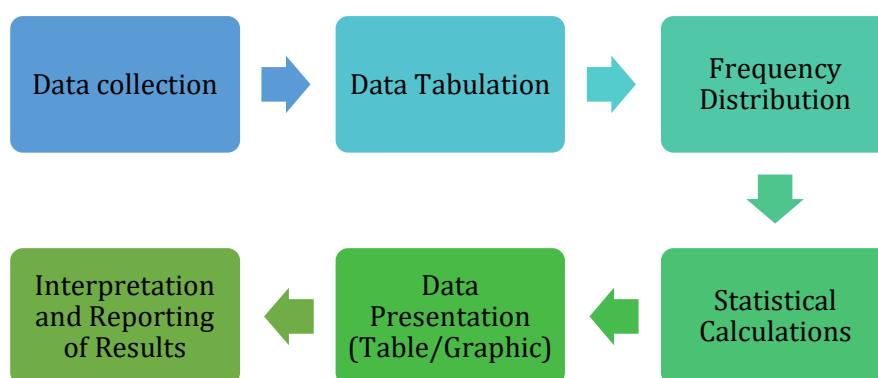 Data collection
Data Tabulation
Frequency
Distribution
Statistical
Calculations
Data
Presentation
(Table/Graphic)
Interpretation
and Reporting
of Results